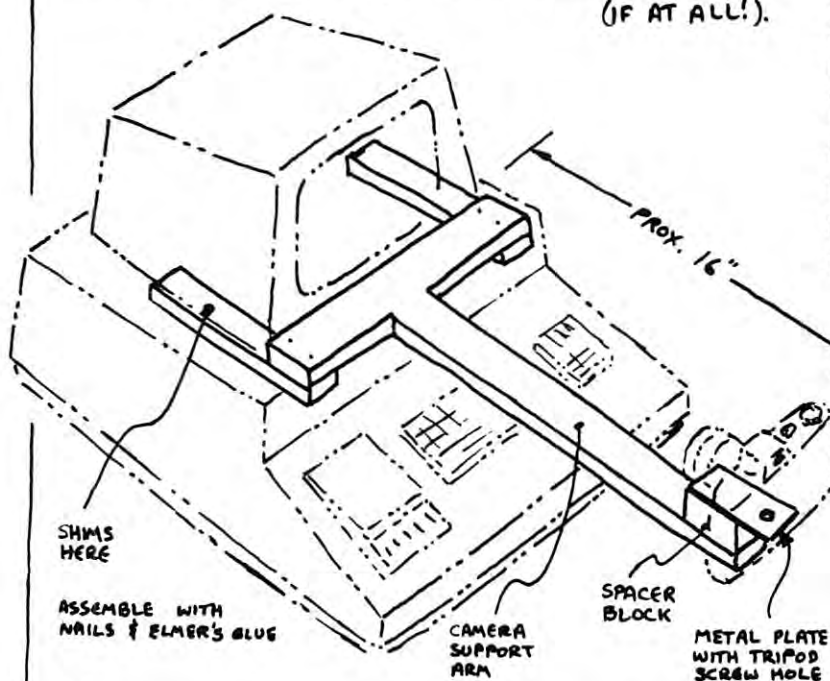 (IF AT ALL!).
PROX. 16"
SHIMS
HERE
ASSEMBLE WITH
NAILS & ELMER'S GLUE
CAMERA
SUPPORT
ARM
SPACER
BLOCK
METAL PLATE
WITH TRIPOD
SCREW HOLE